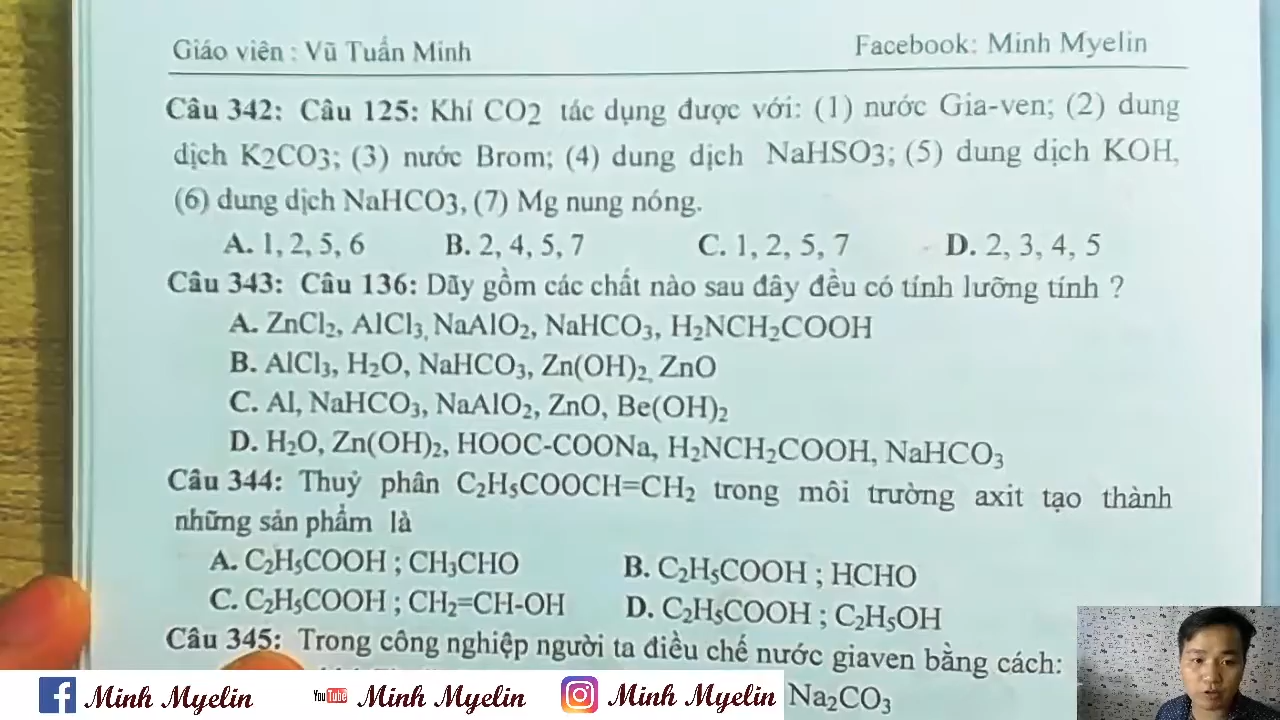 Giáo viên : Vũ Tuấn Minh
Facebook: Minh Myelin
Câu 342: Câu 125: Khí CO2 tác dụng được với: (1) nước Gia-ven; (2) dung
dịch K2CO3; (3) nước Brom; (4) dung dịch NaHSO3; (5) dung dịch KOH,
(6) dung dịch NaHCO3, (7) Mg nung nóng.
A. 1, 2, 5, 6 B. 2, 4, 5, 7 C. 1, 2, 5, 7 D. 2, 3, 4, 5
Câu 343: Câu 136: Dãy gồm các chất nào sau đây đều có tính lưỡng tính ?
A. ZnCl₂, AlCl₃, NaAlO₂, NaHCO₃, H₂NCH₂COOH
B. AlCl₃, H₂O, NaHCO₃, Zn(OH)₂, ZnO
C. Al, NaHCO₃, NaAlO₂, ZnO, Be(OH)₂
D. H₂O, Zn(OH)₂, HOOC-COONa, H₂NCH₂COOH, NaHCO₃
Câu 344: Thuỷ phân C₂H₅COOCH=CH₂ trong môi trường axit tạo thành
những sản phẩm là
A. C₂H₅COOH ; CH₃CHO B. C₂H₅COOH ; HCHO
C. C₂H₅COOH ; CH₂=CH-OH D. C₂H₅COOH ; C₂H₅OH
Câu 345: Trong công nghiệp người ta điều chế nước giaven bằng cách:
Na₂CO₃
Minh Myelin
YouTube Minh Myelin
Minh Myelin